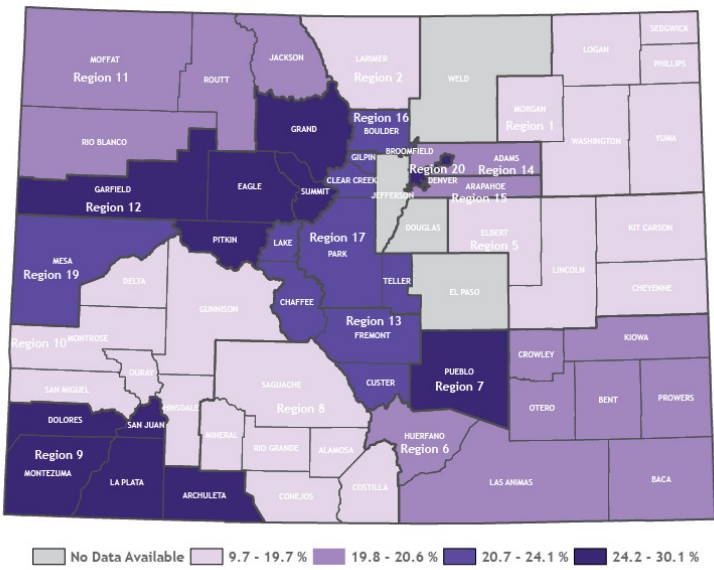 SEDGWICK
LOGAN
PHILLIPS
MOFFAT
Region 11
JACKSON
LARIMER
Region 2
ROUTT
WELD
MORGAN
Region 1
WASHINGTON
YUMA
RIO BLANCO
GRAND
Region 16
BOULDER
BROOMFIELD
GILPIN
Region 20
ADAMS
Region 14
CLEAR CREEK
DENVER
ARAPAHOE
Region 15
JEFFERSON
GARFIELD
Region 12
EAGLE
SUMMIT
DOUGLAS
ELBERT
Region 5
KIT CARSON
PITKIN
LAKE
Region 17
PARK
MESA
Region 19
LINCOLN
CHEYENNE
DELTA
TELLER
EL PASO
GUNNISON
CHAFFEE
Region 13
FREMONT
Region 10
MONTROSE
KIOWA
CROWLEY
OURAY
PUEBLO
Region 7
SAN MIGUEL
SAGUACHE
Region 8
CUSTER
OTERO
BENT
PROWERS
DOLORES
SAN JUAN
HINSDALE
MINERAL
RIO GRANDE
ALAMOSA
HUERFANO
Region 6
Region 9
MONTEZUMA
LA PLATA
ARCHULETA
CONEJOS
COSTILLA
LAS ANIMAS
BACA
No Data Available
9.7 - 19.7 %
19.8 - 20.6 %
20.7 - 24.1 %
24.2 - 30.1 %